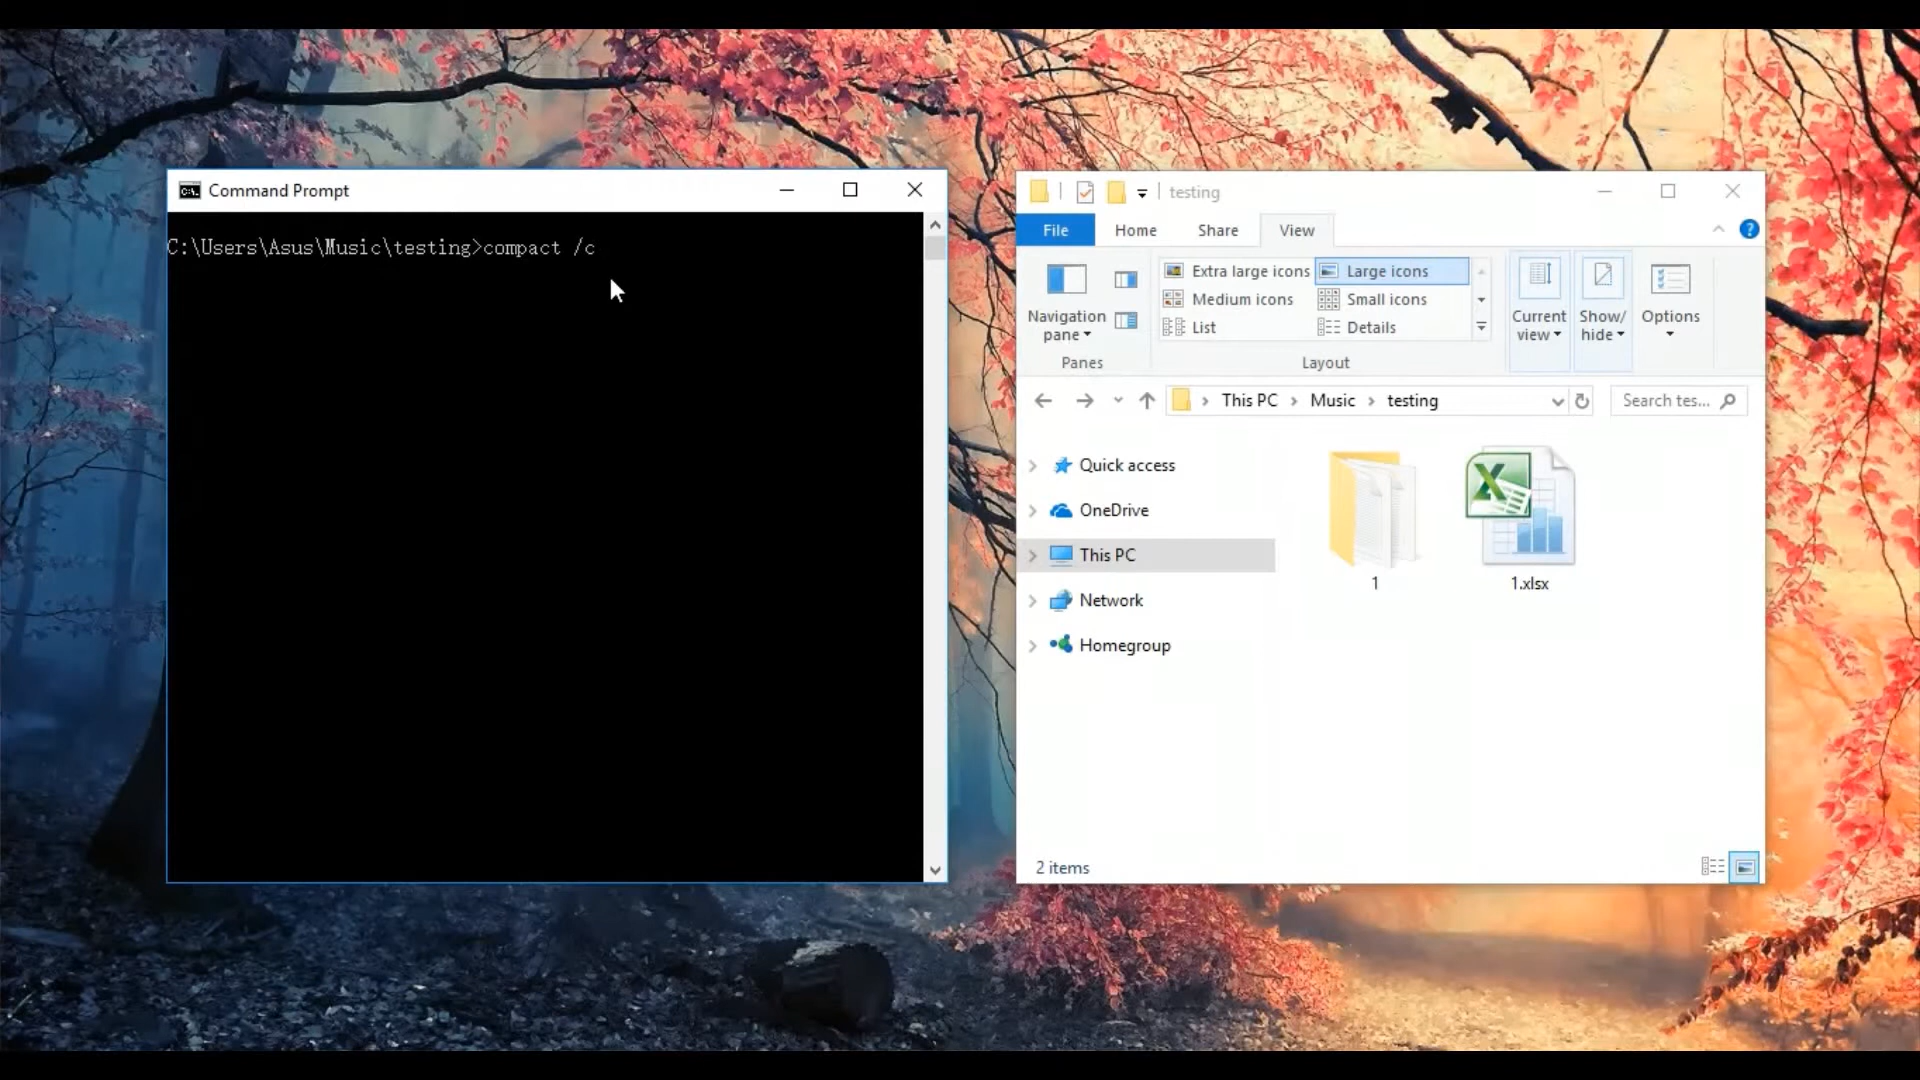 Command Prompt
C:\Users\Asus\Music\testing>compact /c
testing
File
Home
Share
View
Extra large icons
Large icons
Medium icons
Small icons
List
Details
Navigation
pane
Current
view
Show/
hide
Options
Panes
Layout
This PC
Music
testing
Search tes...
Quick access
OneDrive
This PC
Network
Homegroup
1
1.xlsx
2 items